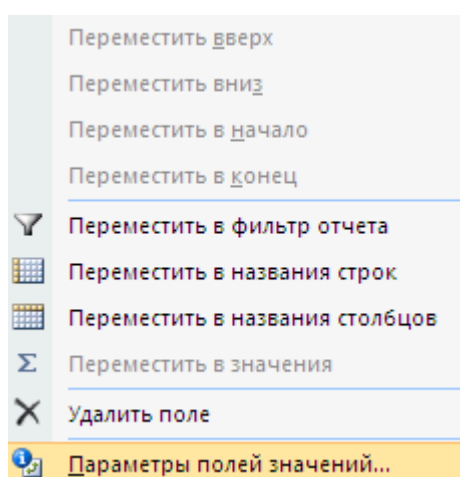 Переместить вверх
Переместить вниз
Переместить в начало
Переместить в конец
Переместить в фильтр отчета
Переместить в названия строк
Переместить в названия столбцов
Σ Переместить в значения
Удалить поле
Параметры полей значений...